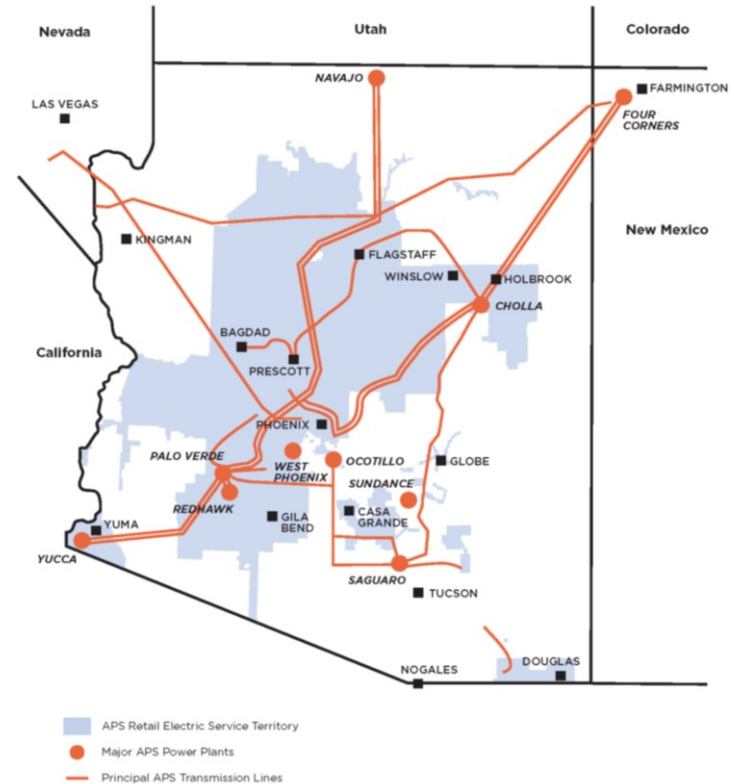 Nevada
Utah
Colorado
NAVAJO
FARMINGTON
LAS VEGAS
FOUR
CORNERS
New Mexico
KINGMAN
FLAGSTAFF
WINSLOW
HOLBROOK
CHOLLA
BAGDAD
California
PRESCOTT
PHOENIX
PALO VERDE
WEST
PHOENIX
OCOTILLO
GLOBE
SUNDANCE
REDHAWK
GILA
BEND
CASA
GRANDE
YUMA
YUCCA
SAGUARO
TUCSON
NOGALES
DOUGLAS
APS Retail Electric Service Territory
Major APS Power Plants
Principal APS Transmission Lines